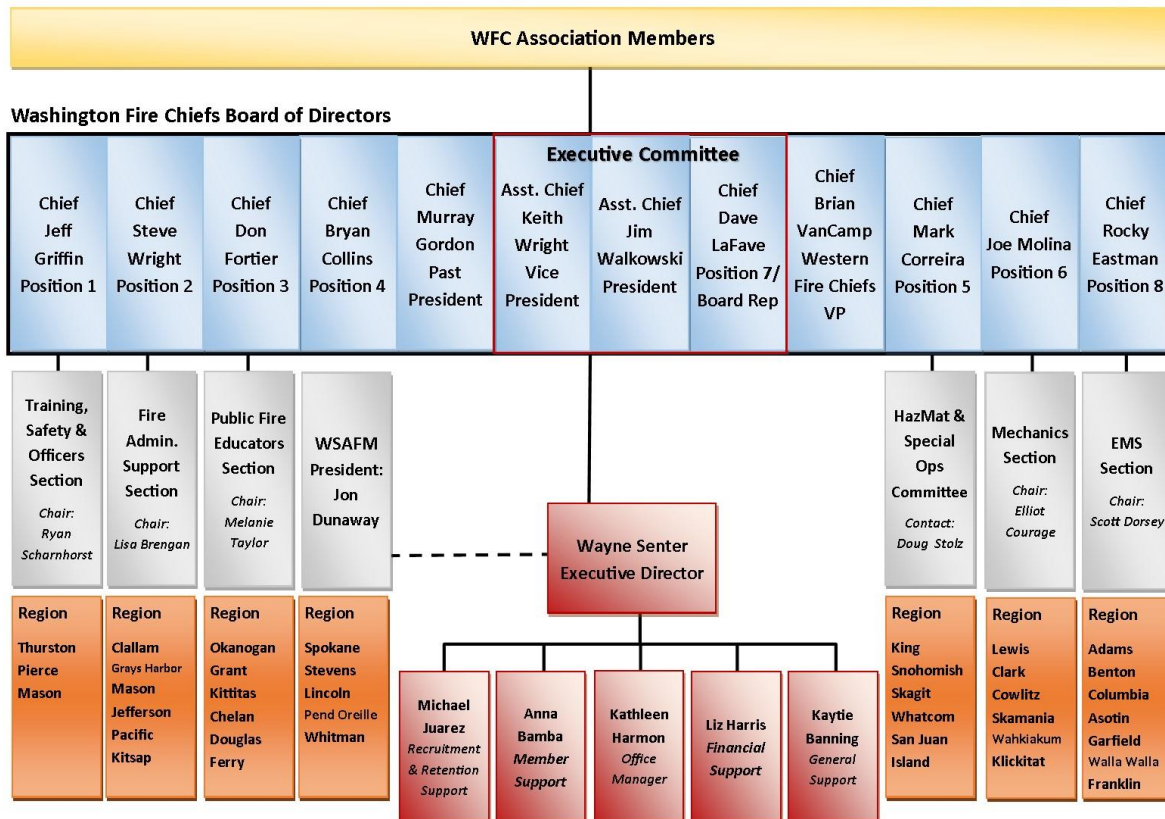 WFC Association Members
Washington Fire Chiefs Board of Directors
Executive Committee
Chief
Jeff
Griffin
Position 1
Chief
Steve
Wright
Position 2
Chief
Don
Fortier
Position 3
Chief
Bryan
Collins
Position 4
Chief
Murray
Gordon
Past
President
Asst. Chief
Keith
Wright
Vice
President
Asst. Chief
Jim
Walkowski
President
Chief
Dave
LaFave
Position 7/
Board Rep
Chief
Brian
VanCamp
Western
Fire Chiefs
VP
Chief
Mark
Correira
Position 5
Chief
Joe Molina
Position 6
Chief
Rocky
Eastman
Position 8
Training,
Safety &
Officers
Section
Chair:
Ryan
Scharnhorst
Fire
Admin.
Support
Section
Chair:
Lisa Brengan
Public Fire
Educators
Section
Chair:
Melanie
Taylor
WSAFM
President:
Jon
Dunaway
HazMat &
Special
Ops
Committee
Contact:
Doug Stolz
Mechanics
Section
Chair:
Elliot
Courage
EMS
Section
Chair:
Scott Dorsey
Wayne Senter
Executive Director
Region
Thurston
Pierce
Mason
Region
Clallam
Grays Harbor
Mason
Jefferson
Pacific
Kitsap
Region
Okanogan
Grant
Kittitas
Chelan
Douglas
Ferry
Region
Spokane
Stevens
Lincoln
Pend Oreille
Whitman
Michael
Juarez
Recruitment
& Retention
Support
Anna
Bamba
Member
Support
Kathleen
Harmon
Office
Manager
Liz Harris
Financial
Support
Kaytie
Banning
General
Support
Region
King
Snohomish
Skagit
Whatcom
San Juan
Island
Region
Lewis
Clark
Cowlitz
Skamania
Wahkiakum
Klickitat
Region
Adams
Benton
Columbia
Asotin
Garfield
Walla Walla
Franklin